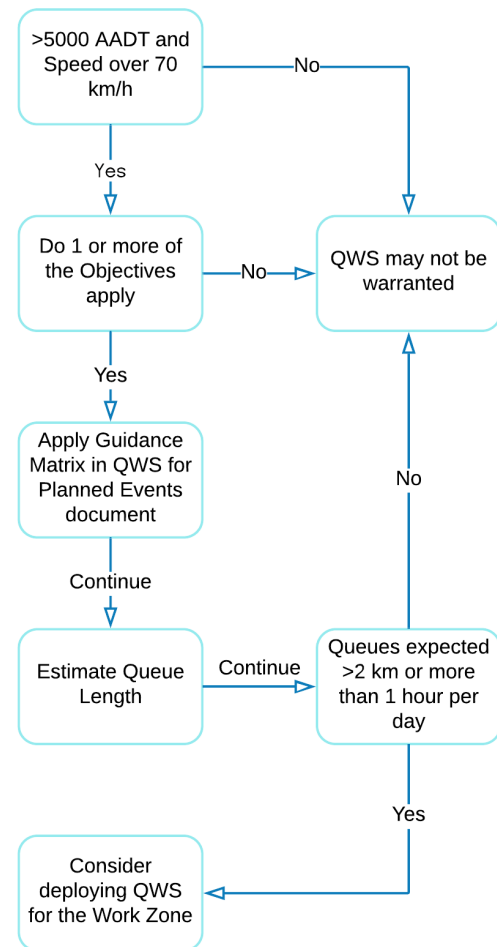 >5000 AADT and
Speed over 70
km/h
No
Yes
Do 1 or more of
the Objectives
apply
No
QWS may not be
warranted
Yes
Apply Guidance
Matrix in QWS for
Planned Events
document
No
Continue
Estimate Queue
Length
Continue
Queues expected
>2 km or more
than 1 hour per
day
Yes
Consider
deploying QWS
for the Work Zone